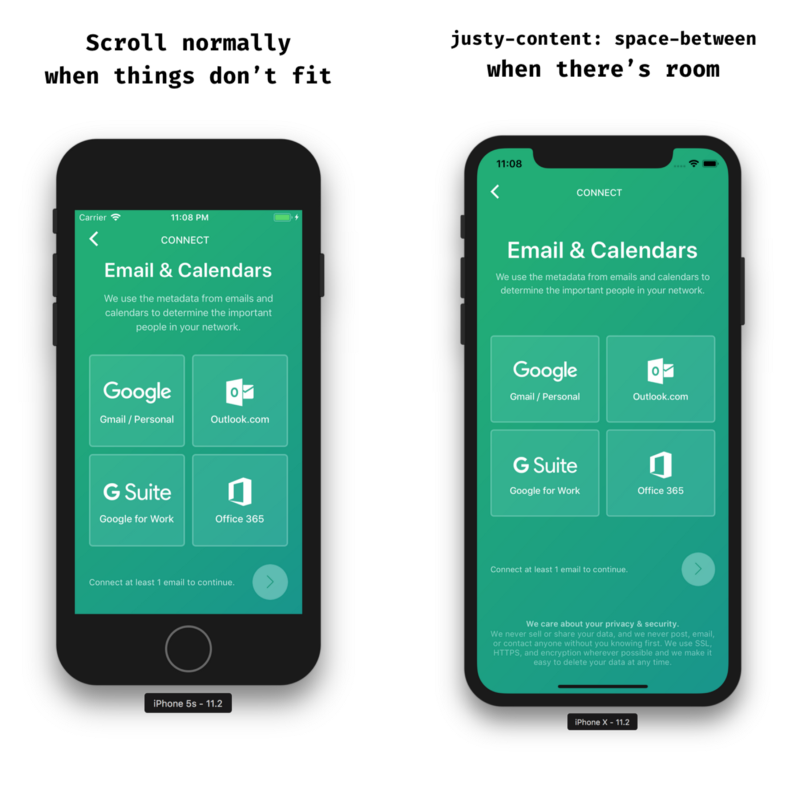 Scroll normally
when things don’t fit
justy-content: space-between
when there’s room
Carrier
11:08 PM
CONNECT
Email & Calendars
We use the metadata from emails and
calendars to determine the important
people in your network.
Google
Gmail / Personal
Outlook.com
G Suite
Google for Work
Office 365
Connect at least 1 email to continue.
iPhone 5s - 11.2
11:08
CONNECT
Email & Calendars
We use the metadata from emails and calendars to
determine the important people in your network.
Google
Gmail / Personal
Outlook.com
G Suite
Google for Work
Office 365
Connect at least 1 email to continue.
We care about your privacy & security.
We never sell or share your data, and we never post, email,
or contact anyone without you knowing first. We use SSL,
HTTPS, and encryption wherever possible and we make it
easy to delete your data at any time.
iPhone X - 11.2